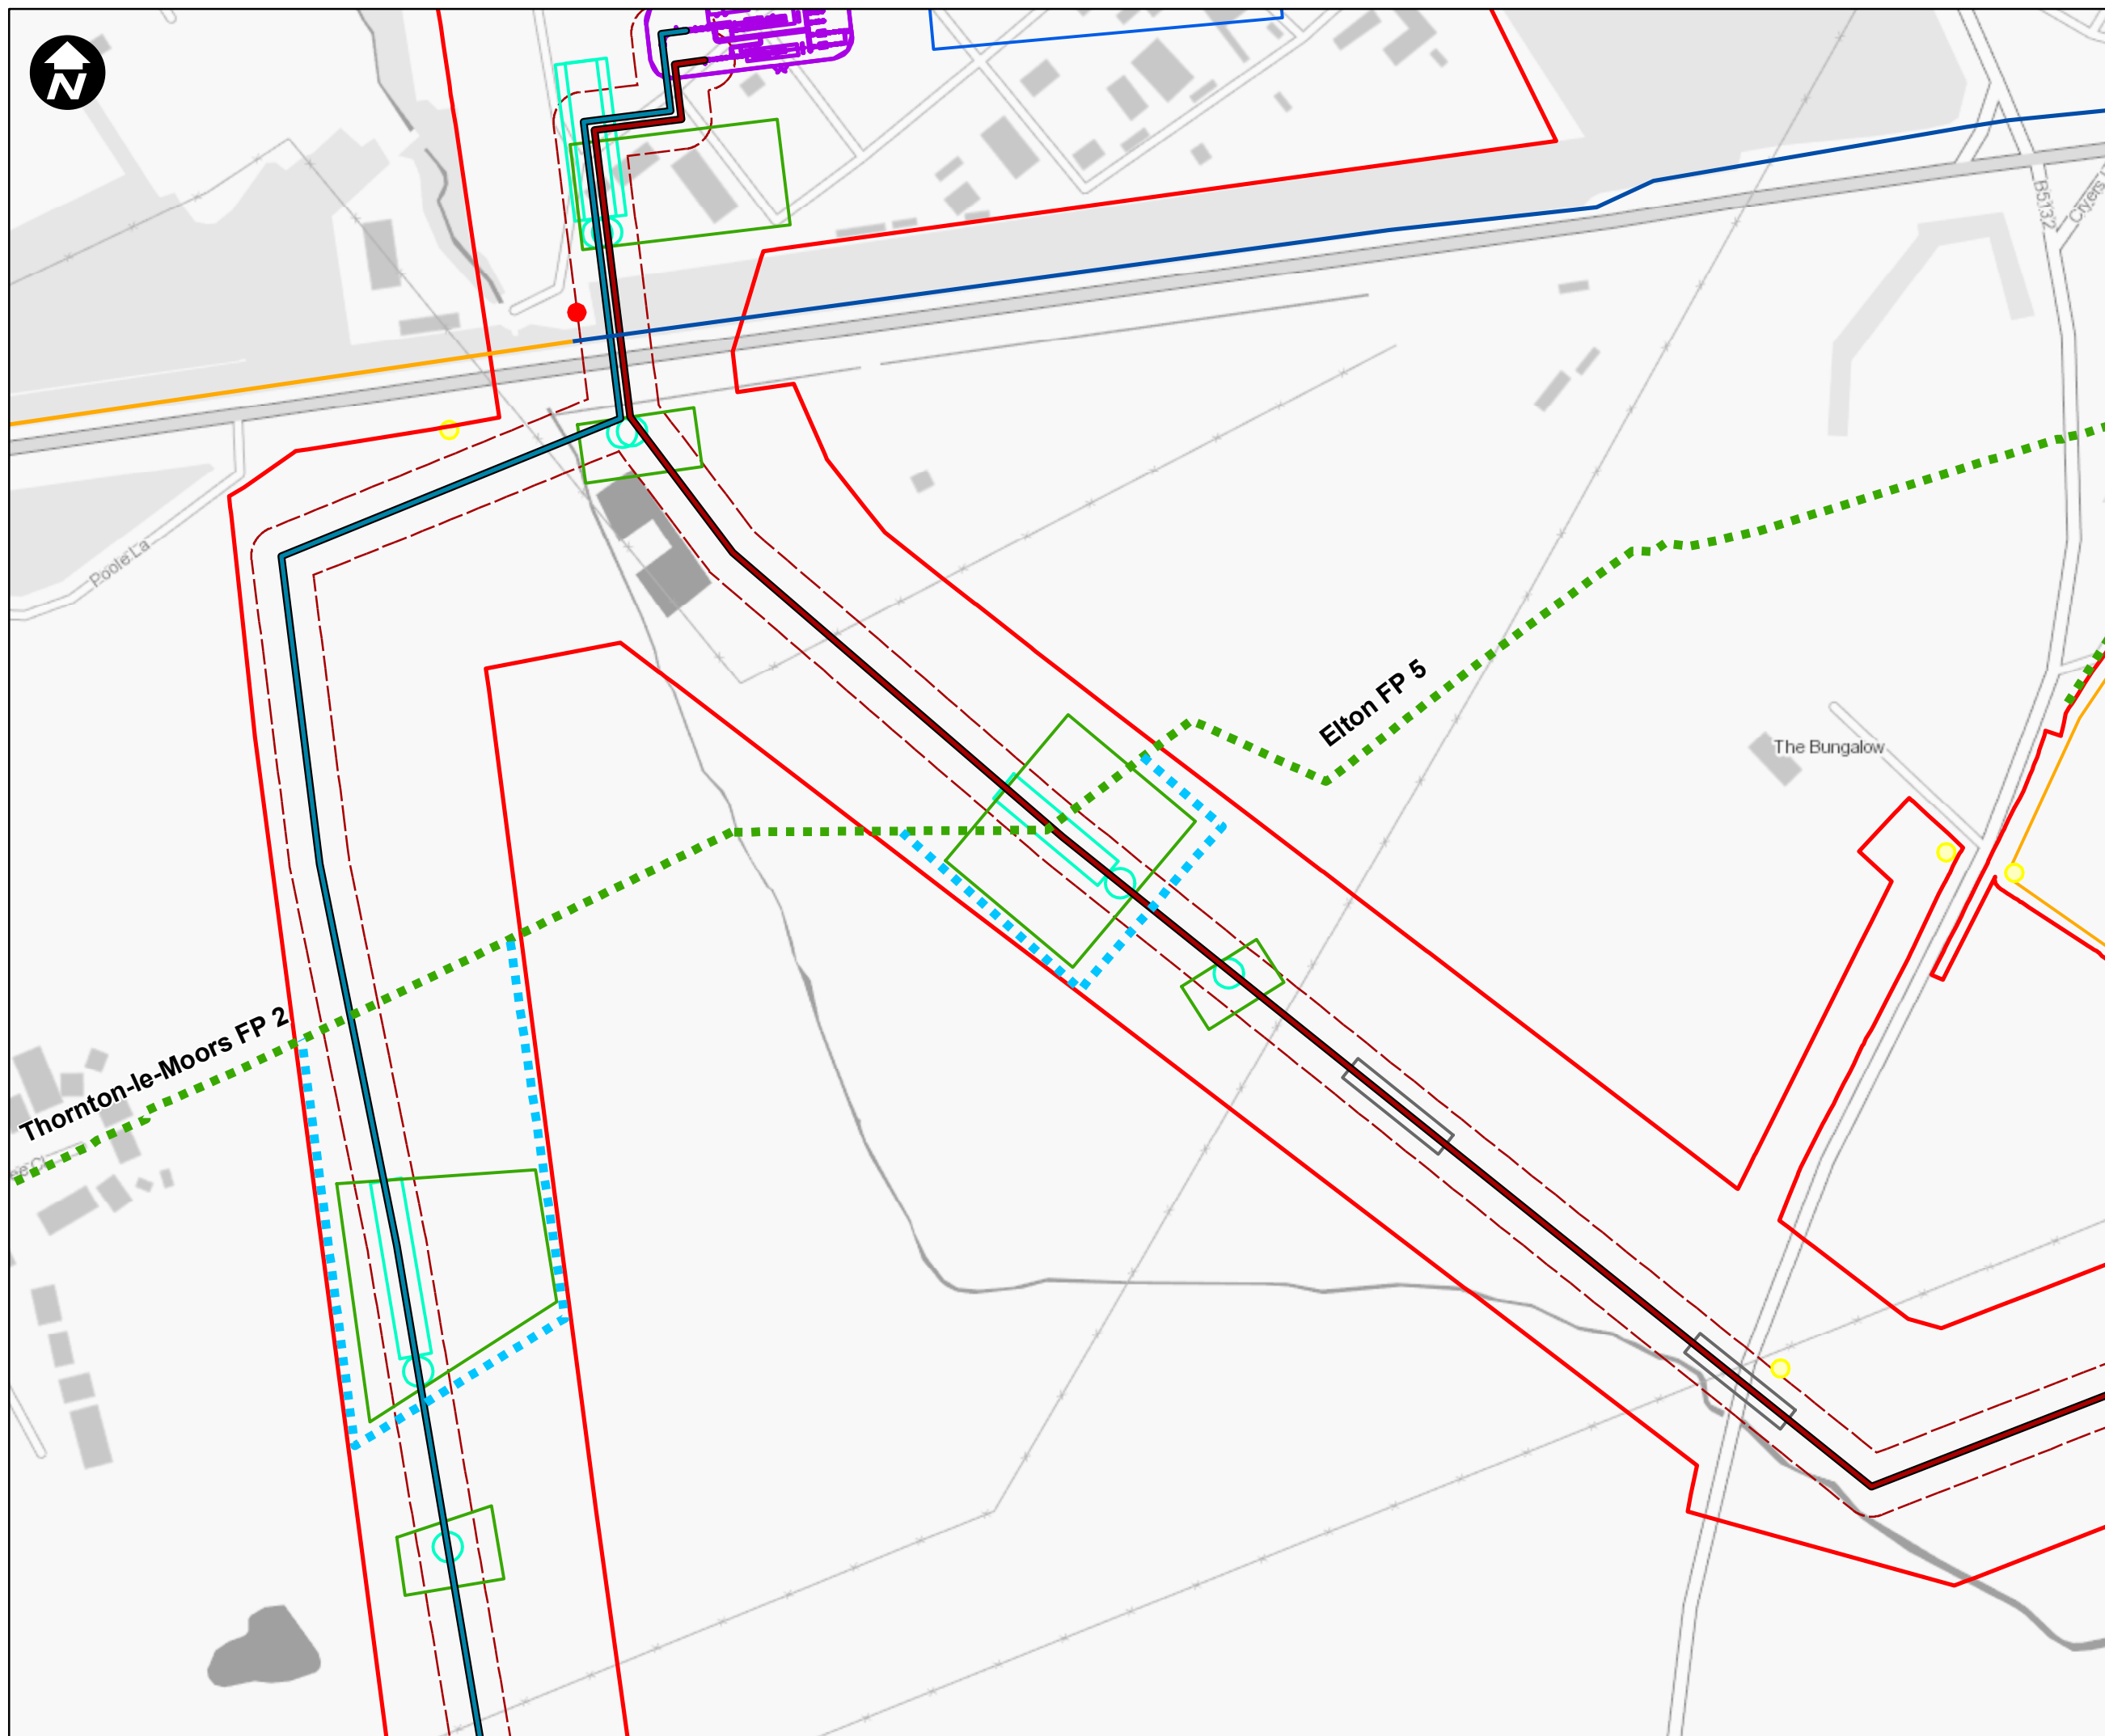 N
B5132
Poole La
Elton FP 5
The Bungalow
Thornton-le-Moors FP 2